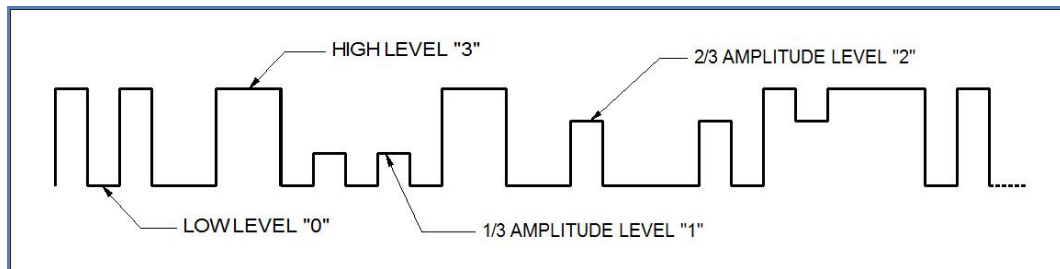 HIGH LEVEL "3"
2/3 AMPLITUDE LEVEL "2"
LOW LEVEL "0"
1/3 AMPLITUDE LEVEL "1"